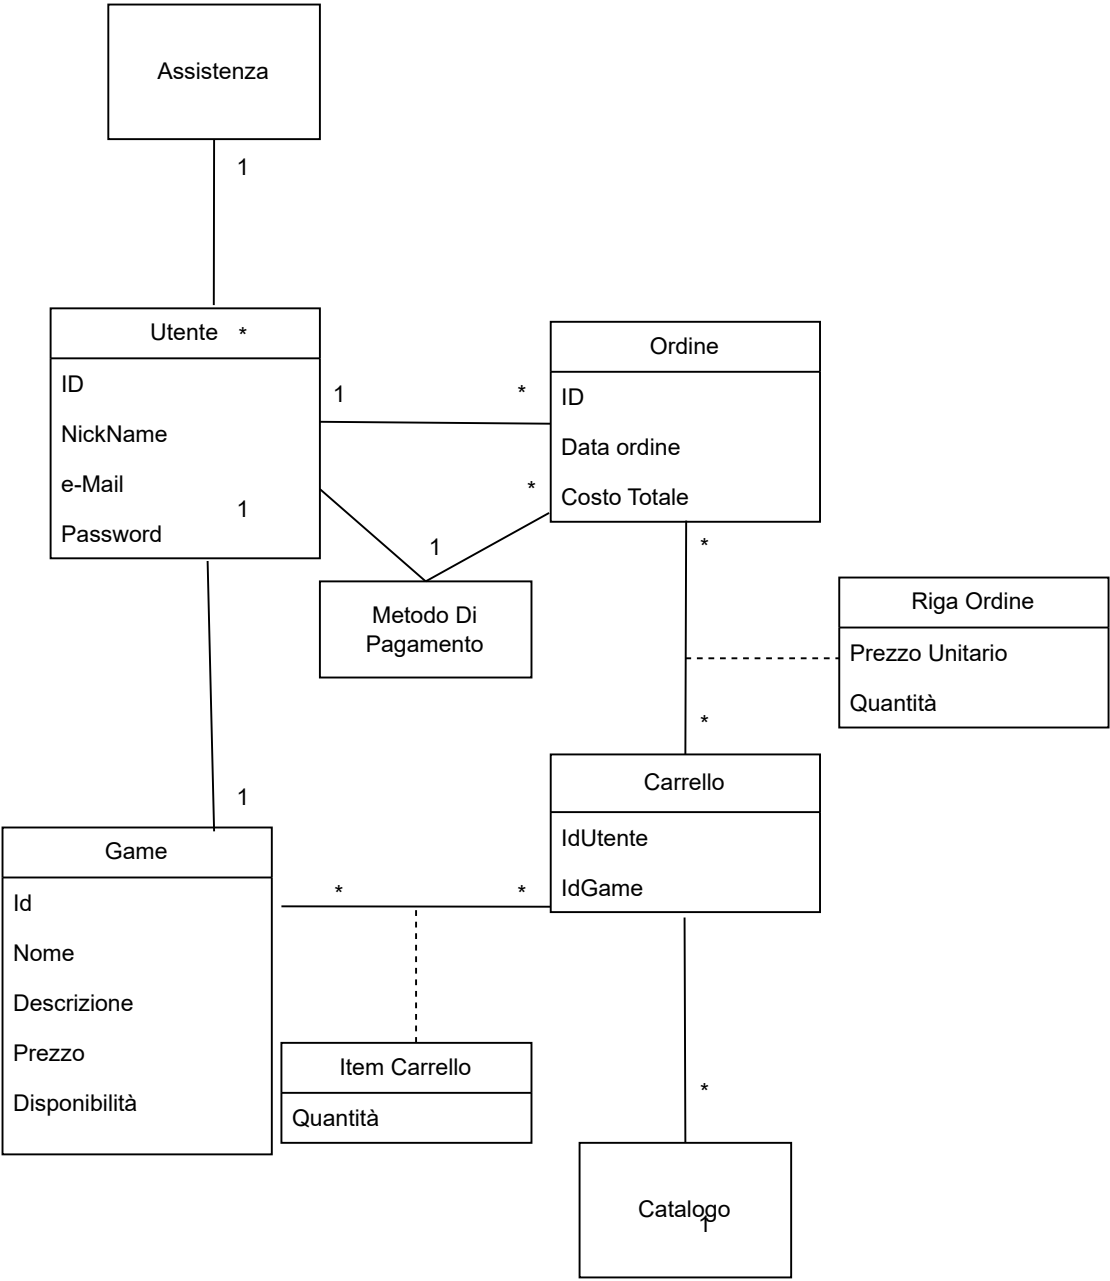 Assistenza
1
Utente
*
ID
NickName
e-Mail
1
Password
1
*
Ordine
ID
Data ordine
Costo Totale
*
1
Metodo Di
Pagamento
*
Riga Ordine
Prezzo Unitario
Quantità
*
Carrello
IdUtente
IdGame
1
Game
Id
Nome
Descrizione
Prezzo
Disponibilità
*
*
Item Carrello
Quantità
*
Catalogo
1